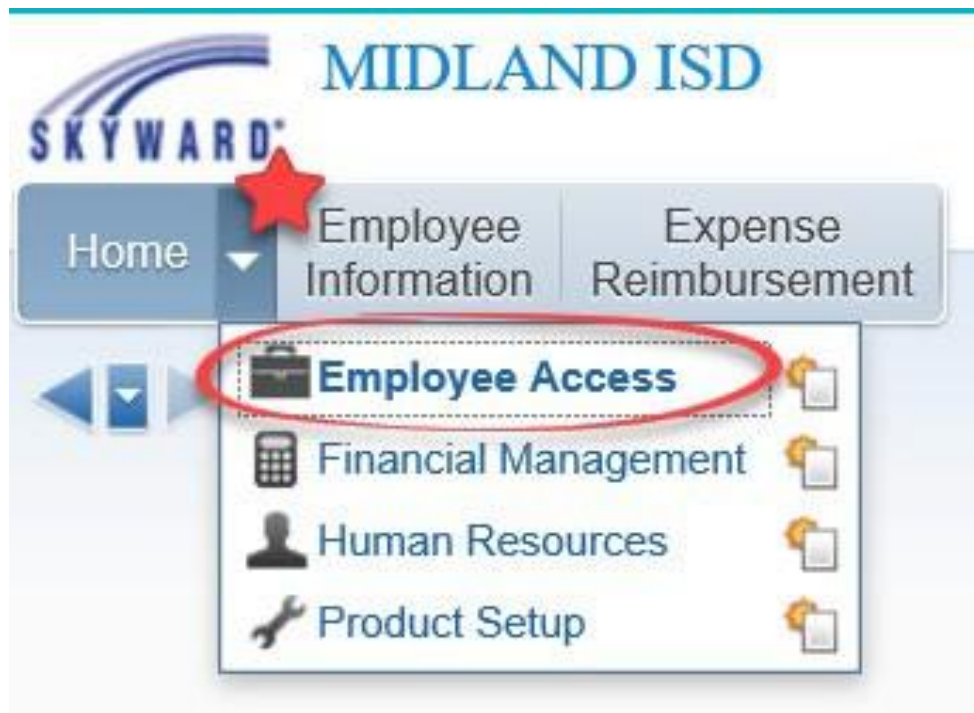 MIDLAND ISD
SKYWARD
Home
Employee
Information
Expense
Reimbursement
Employee Access
Financial Management
Human Resources
Product Setup